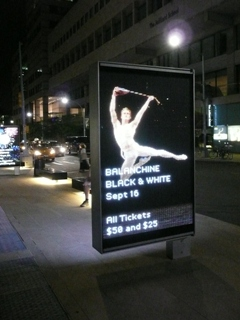 BALANCHINE
BLACK & WHITE
Sept 16
All Tickets
$50 and $25